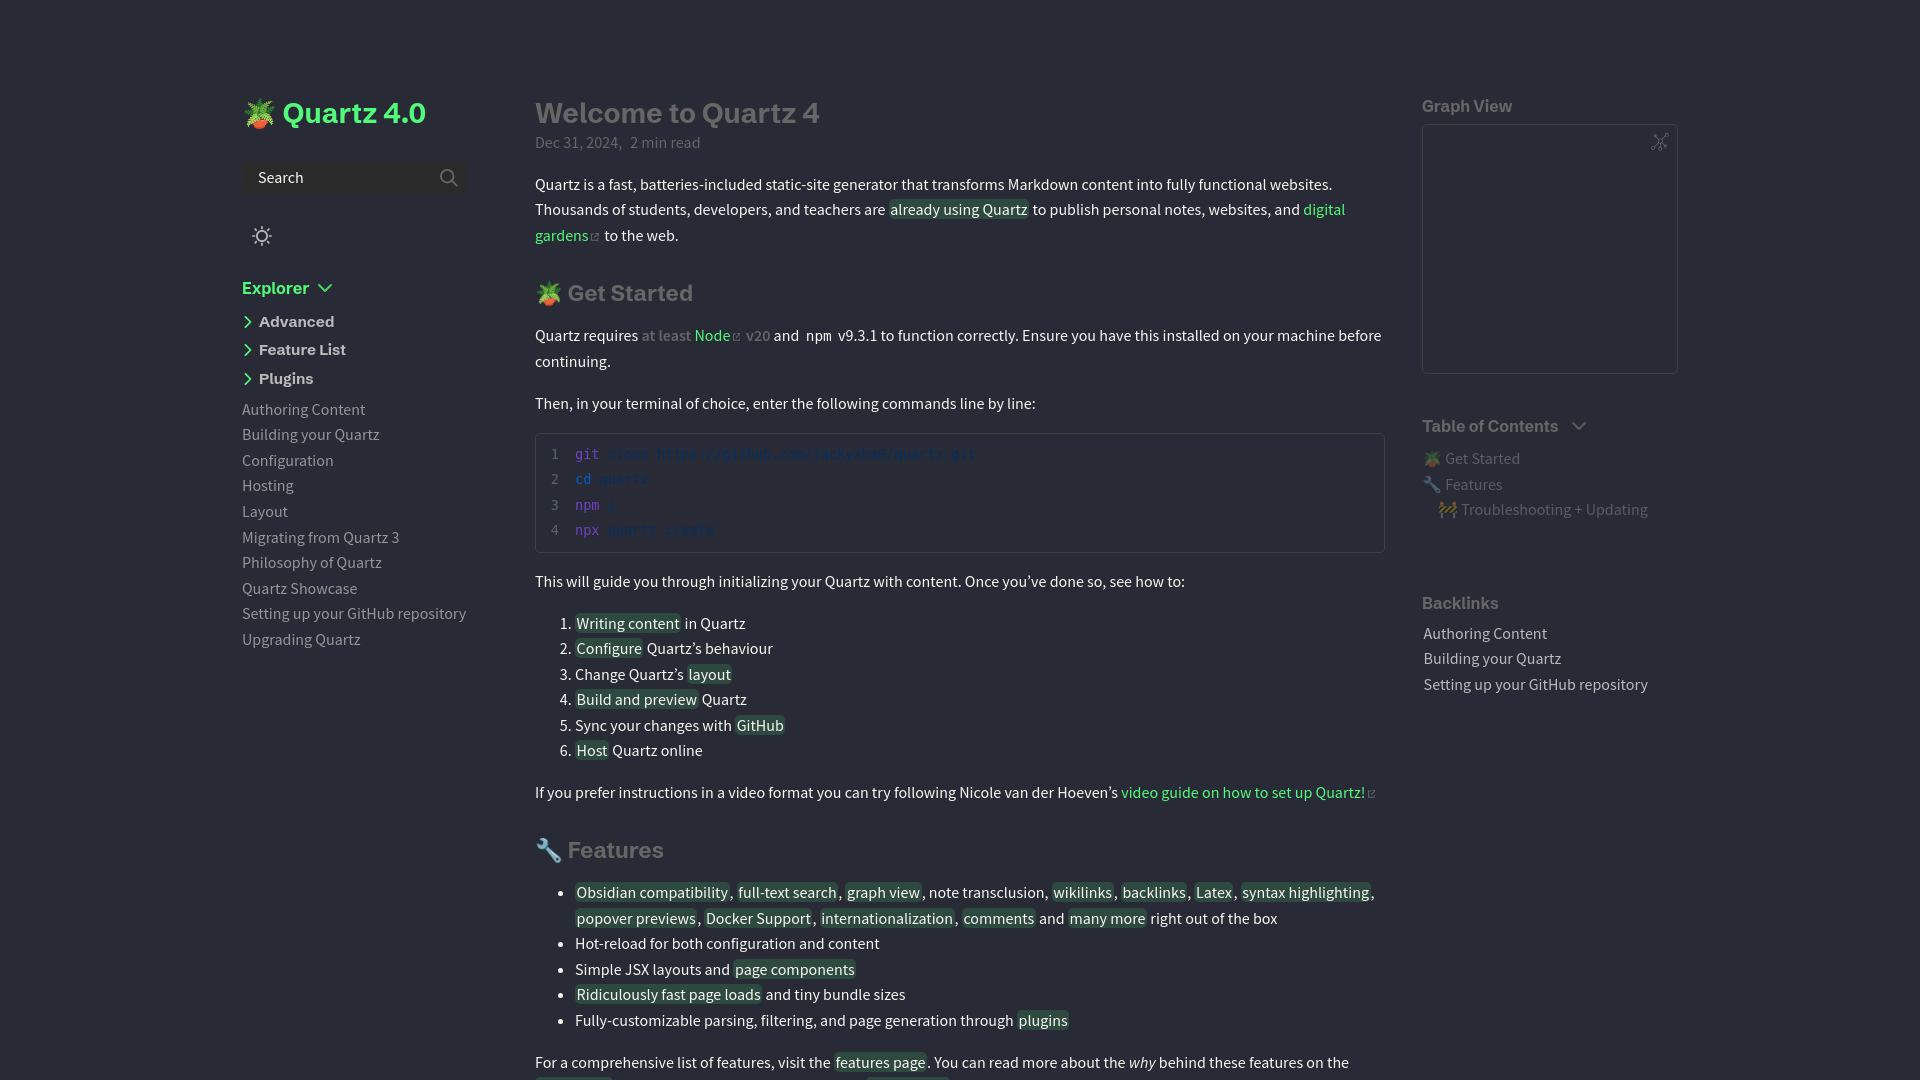 Quartz 4.0
Search
Explorer
Advanced
Feature List
Plugins
Authoring Content
Building your Quartz
Configuration
Hosting
Layout
Migrating from Quartz 3
Philosophy of Quartz
Quartz Showcase
Setting up your GitHub repository
Upgrading Quartz
Welcome to Quartz 4
Dec 31, 2024, 2 min read
Quartz is a fast, batteries-included static-site generator that transforms Markdown content into fully functional websites.
Thousands of students, developers, and teachers are already using Quartz to publish personal notes, websites, and digital
gardens to the web.
🪴 Get Started
Quartz requires at least Node v20 and npm v9.3.1 to function correctly. Ensure you have this installed on your machine before
continuing.
Then, in your terminal of choice, enter the following commands line by line:
1 git clone https://github.com/jackyzha0/quartz.git
2 cd quartz
3 npm i
4 npx quartz create
This will guide you through initializing your Quartz with content. Once you’ve done so, see how to:
1. Writing content in Quartz
2. Configure Quartz’s behaviour
3. Change Quartz’s layout
4. Build and preview Quartz
5. Sync your changes with GitHub
6. Host Quartz online
If you prefer instructions in a video format you can try following Nicole van der Hoeven’s video guide on how to set up Quartz!
🔧 Features
• Obsidian compatibility, full-text search, graph view, note transclusion, wikilinks, backlinks, Latex, syntax highlighting,
popover previews, Docker Support, internationalization, comments and many more right out of the box
• Hot-reload for both configuration and content
• Simple JSX layouts and page components
• Ridiculously fast page loads and tiny bundle sizes
• Fully-customizable parsing, filtering, and page generation through plugins
For a comprehensive list of features, visit the features page. You can read more about the why behind these features on the
Graph View
Table of Contents
🪴 Get Started
🔧 Features
🚧 Troubleshooting + Updating
Backlinks
Authoring Content
Building your Quartz
Setting up your GitHub repository